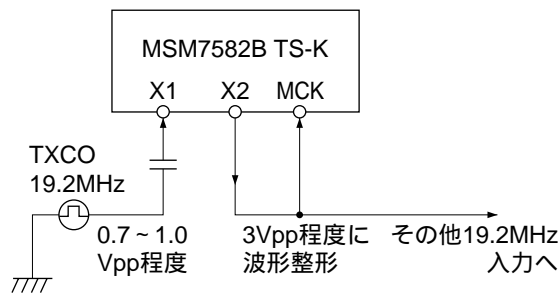 MSM7582B TS-K
X1 X2 MCK
TXCO
19.2MHz
0.7 ~ 1.0
Vpp程度
3Vpp程度に
波形整形
その他19.2MHz
入力へ